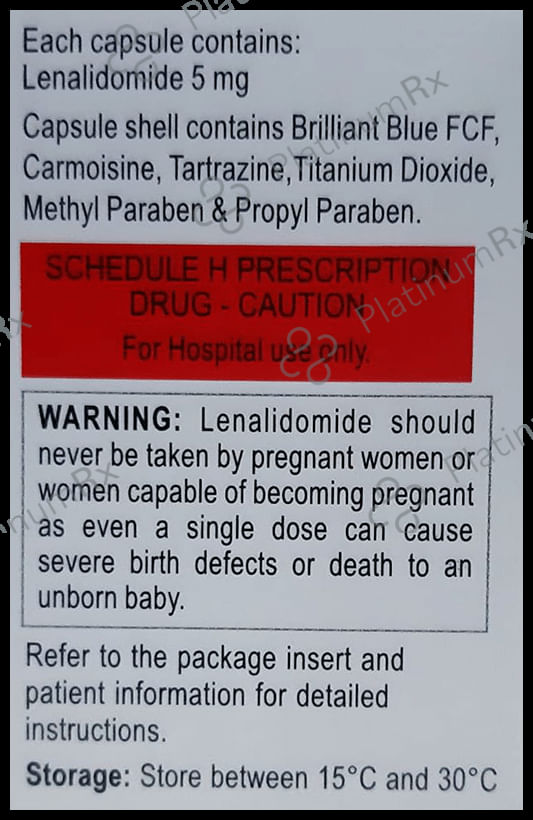 Each capsule contains:
Lenalidomide 5 mg
Capsule shell contains Brilliant Blue FCF,
Carmoisine, Tartrazine, Titanium Dioxide,
Methyl Paraben & Propyl Paraben.
SCHEDULE H PRESCRIPTION
DRUG - CAUTION
For Hospital use only.
WARNING: Lenalidomide should
never be taken by pregnant women or
women capable of becoming pregnant
as even a single dose can cause
severe birth defects or death to an
unborn baby.
Refer to the package insert and
patient information for detailed
instructions.
Storage: Store between 15°C and 30°C
PlatinumRx
PlatinumRx